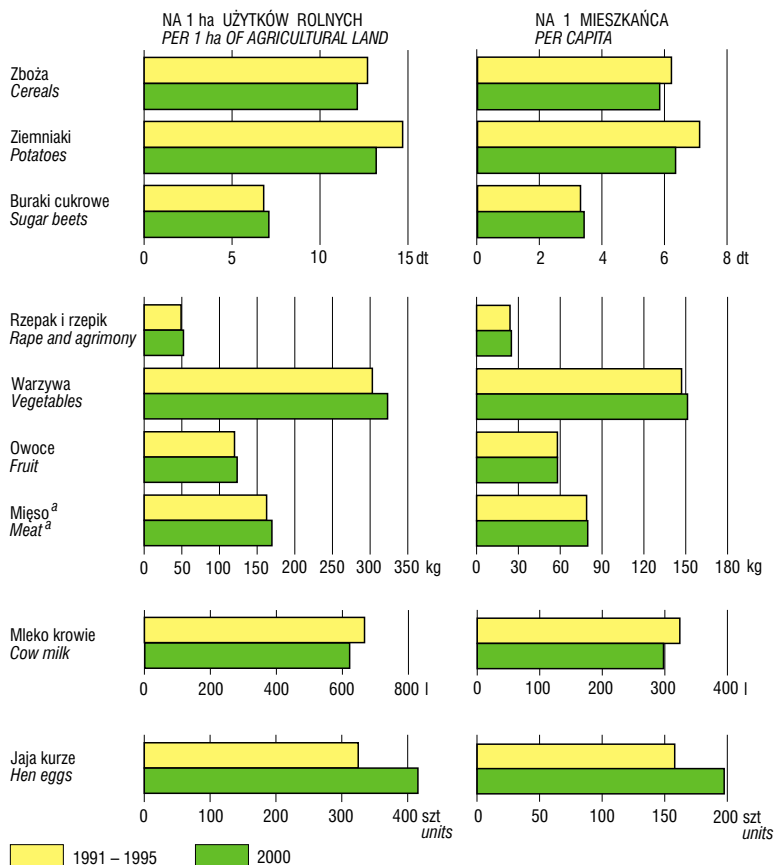 NA 1 ha UŻYTKÓW ROLNYCH
PER 1 ha OF AGRICULTURAL LAND
NA 1 MIESZKAŃCA
PER CAPITA
Zboża
Cereals
Ziemniaki
Potatoes
Buraki cukrowe
Sugar beets
0 5 10 15 dt
0 2 4 6 8 dt
Rzepak i rzepik
Rape and agrimony
Warzywa
Vegetables
Owoce
Fruit
Mięso a
Meat a
0 50 100 150 200 250 300 350 kg
0 30 60 90 120 150 180 kg
Mleko krowie
Cow milk
0 200 400 600 800 l
0 100 200 300 400 l
Jaja kurze
Hen eggs
0 100 200 300 400 szt
units
0 50 100 150 200 szt
units
1991 – 1995 2000